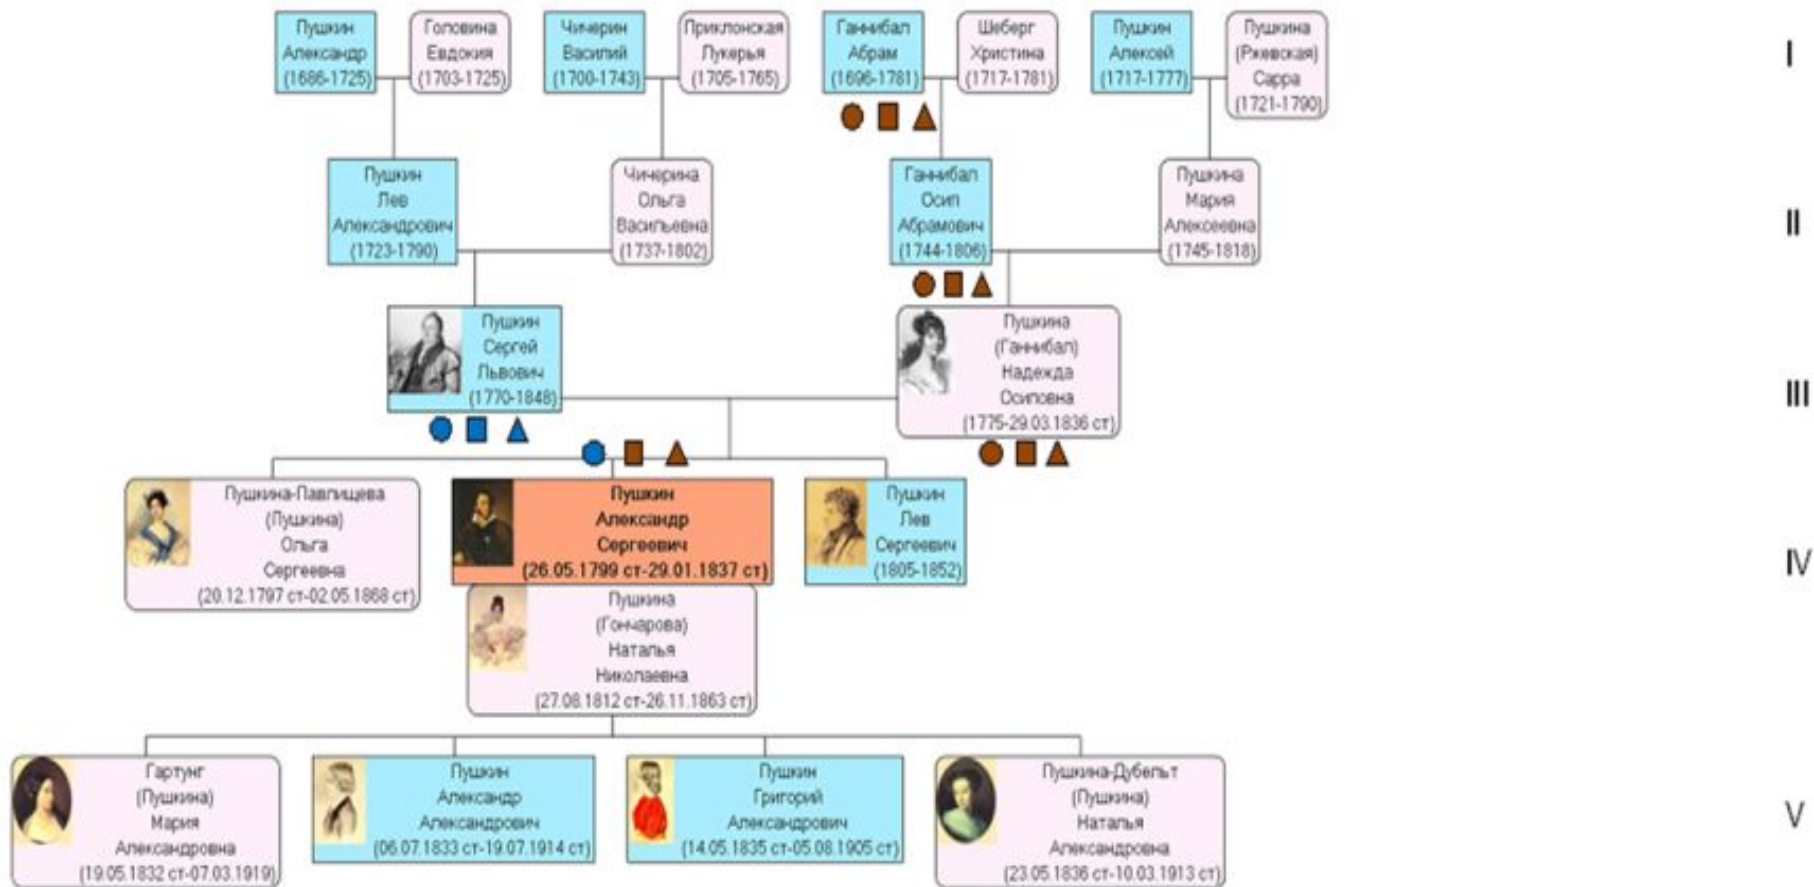 Пушкин
Александр
(1686-1725)
Головина
Евдокия
(1703-1725)
Чичерин
Василий
(1700-1743)
Приклонская
Лукерья
(1705-1765)
Ганнибал
Абрам
(1696-1781)
Шеберг
Христина
(1717-1781)
Пушкин
Алексей
(1717-1777)
Пушкина
(Ржевская)
Сарра
(1721-1790)
I
Пушкин
Лев
Александрович
(1723-1790)
Чичерина
Ольга
Васильевна
(1737-1802)
Ганнибал
Осип
Абрамович
(1744-1806)
Пушкина
Мария
Алексеевна
(1745-1818)
II
Пушкин
Сергей
Львович
(1770-1848)
Пушкина
(Ганнибал)
Надежда
Осиповна
(1775-29.03.1836 ст)
III
Пушкина-Павлищева
(Пушкина)
Ольга
Сергеевна
(20.12.1797 ст-02.05.1868 ст)
Пушкин
Александр
Сергеевич
(26.05.1799 ст-29.01.1837 ст)
Пушкин
Лев
Сергеевич
(1805-1852)
IV
Пушкина
(Гончарова)
Наталья
Николаевна
(27.08.1812 ст-26.11.1863 ст)
Гартунг
(Пушкина)
Мария
Александровна
(19.05.1832 ст-07.03.1919)
Пушкин
Александр
Александрович
(06.07.1833 ст-19.07.1914 ст)
Пушкин
Григорий
Александрович
(14.05.1835 ст-05.08.1905 ст)
Пушкина-Дубельт
(Пушкина)
Наталья
Александровна
(23.05.1836 ст-10.03.1913 ст)
V